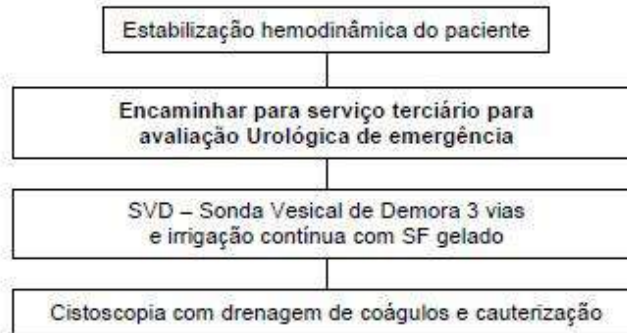 Estabilização hemodinâmica do paciente
Encaminhar para serviço terciário para
avaliação Urológica de emergência
SVD – Sonda Vesical de Demora 3 vias
e irrigação contínua com SF gelado
Cistoscopia com drenagem de coágulos e cauterização